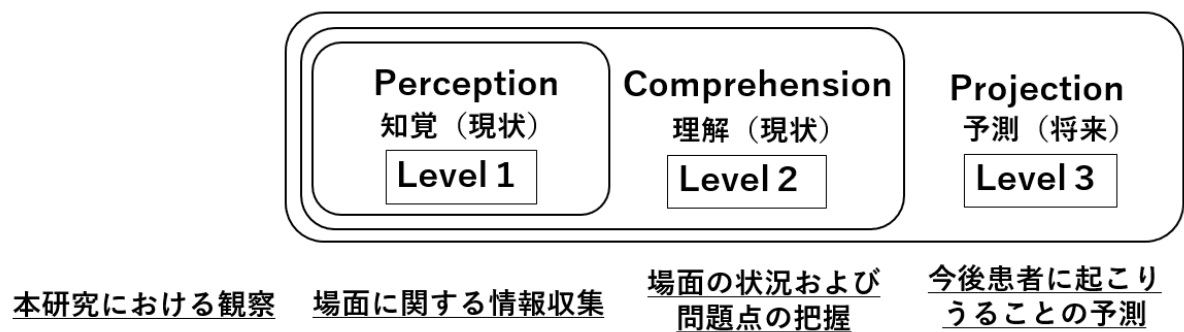 Perception
知覚（現状）
Level 1
Comprehension
理解（現状）
Level 2
Projection
予測（将来）
Level 3
本研究における観察
場面に関する情報収集
場面の状況および
問題点の把握
今後患者に起こり
うることの予測